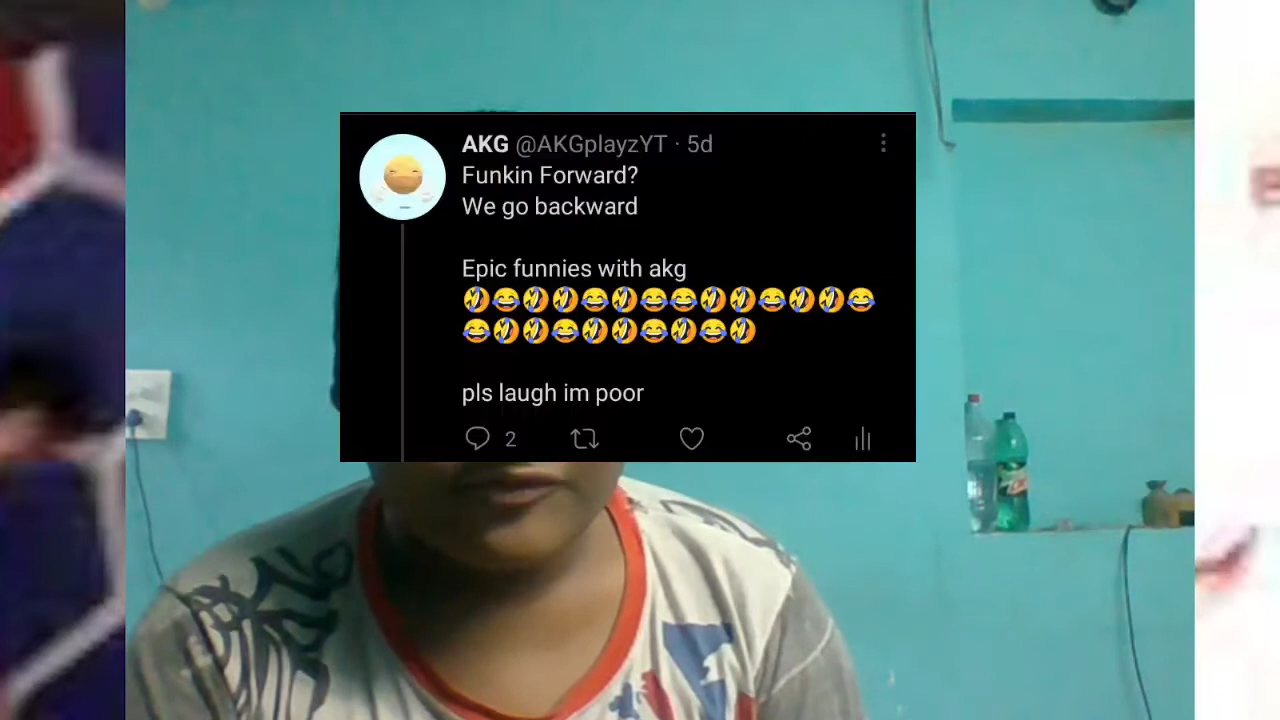 AKG @AKGplayzYT · 5d
Funkin Forward?
We go backward
Epic funnies with akg
🤣😂🤣🤣😂🤣😂😂🤣🤣😂🤣🤣😂
😂🤣🤣😂🤣🤣😂🤣😂🤣
pls laugh im poor
2